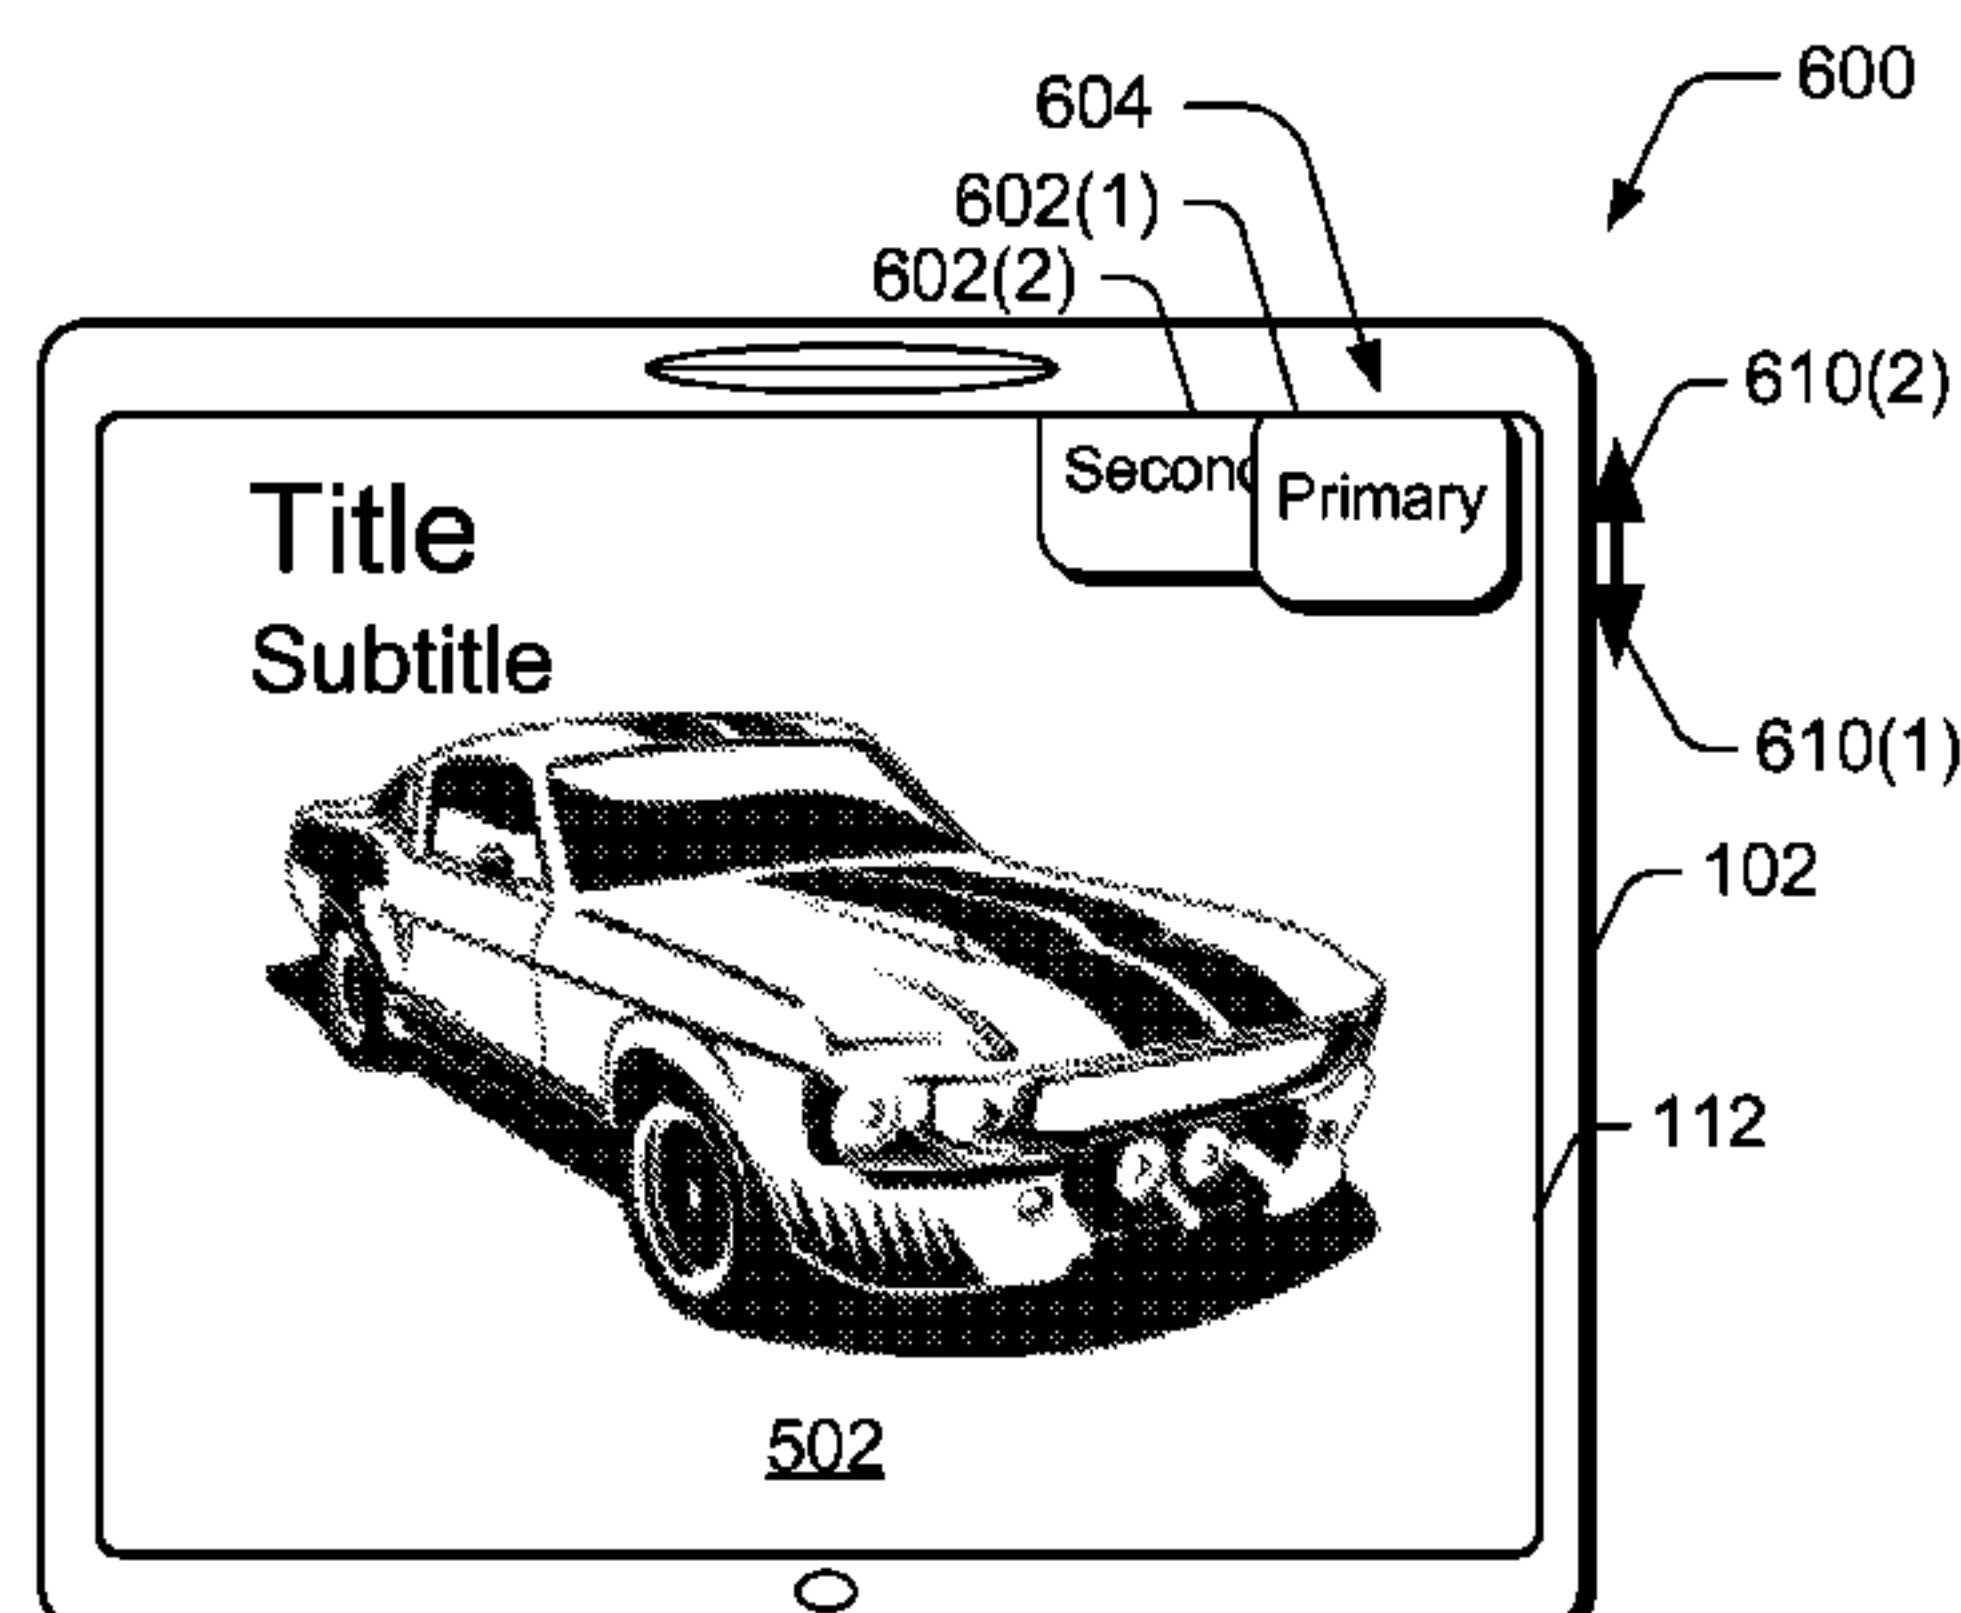 600
604
602(1)
602(2)
610(2)
Second
Primary
Title
Subtitle
610(1)
102
112
502